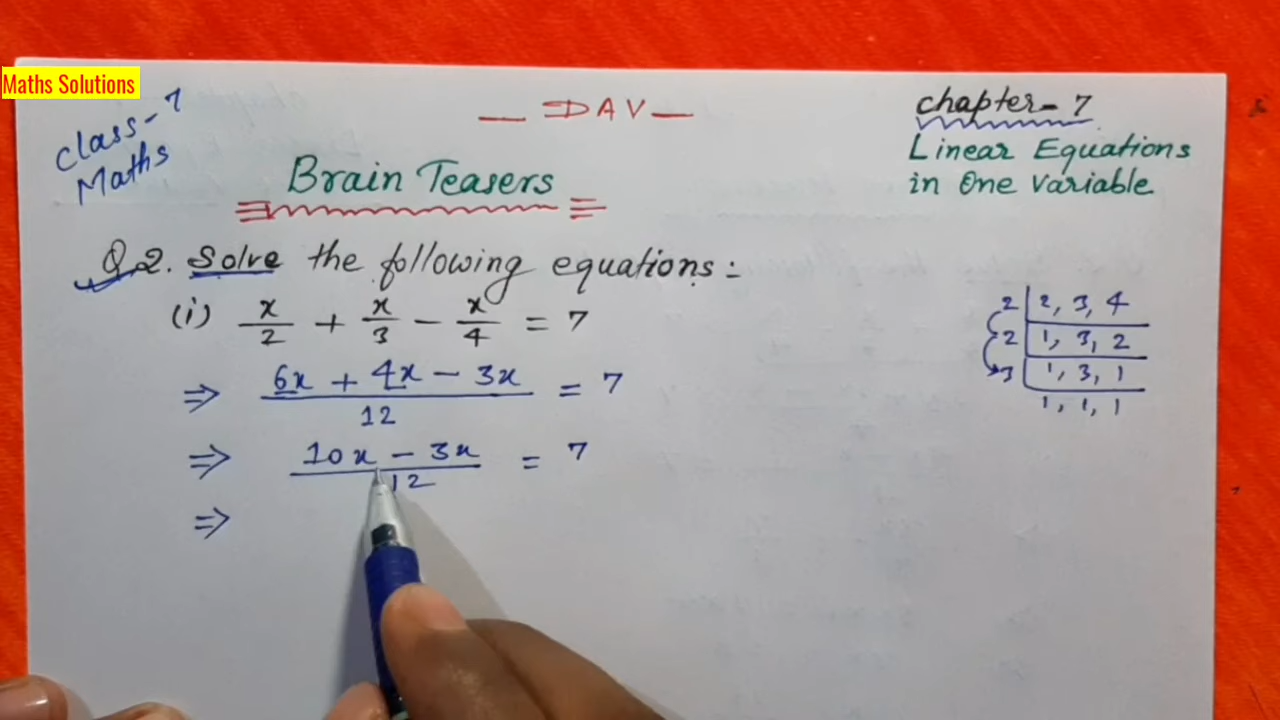 Maths Solutions
Class-7
Maths
— DAV —
Chapter-7
Linear Equations
in One Variable
Brain Teasers
Q2. Solve the following equations:
(i) x/2 + x/3 - x/4 = 7
⇒ (6x + 4x - 3x)/12 = 7
⇒ (10x - 3x)/12 = 7
⇒
2 | 2, 3, 4
2 | 1, 3, 2
3 | 1, 3, 1
1, 1, 1